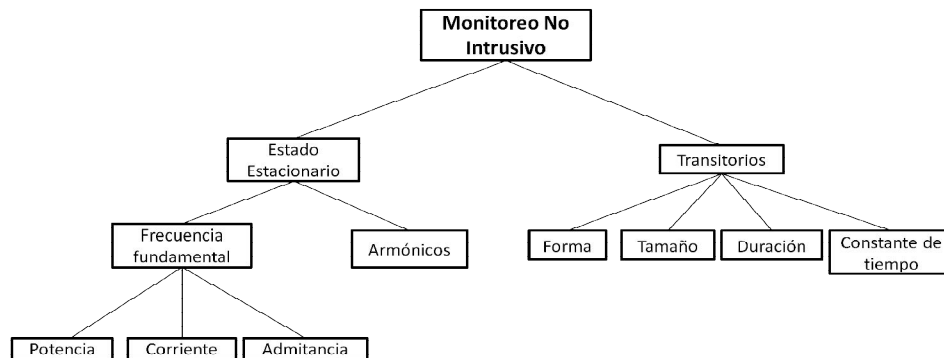 Monitoreo No
Intrusivo
Estado
Estacionario
Transitorios
Frecuencia
fundamental
Armónicos
Forma
Tamaño
Duración
Constante de
tiempo
Potencia
Corriente
Admitancia